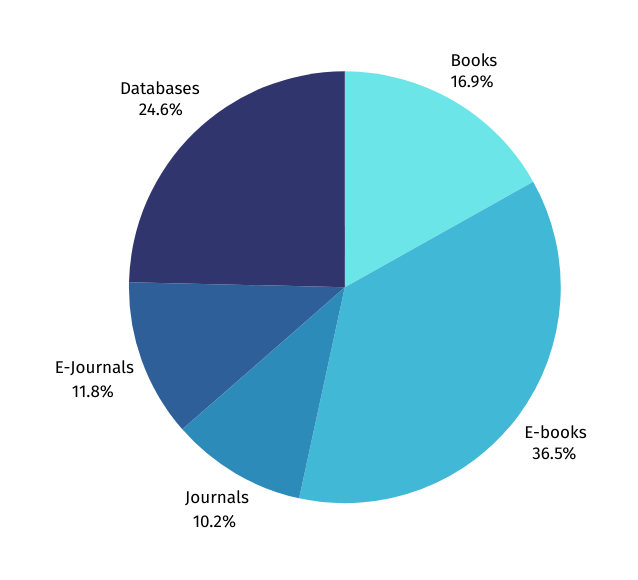 Books
16.9%
Databases
24.6%
E-Journals
11.8%
E-books
36.5%
Journals
10.2%